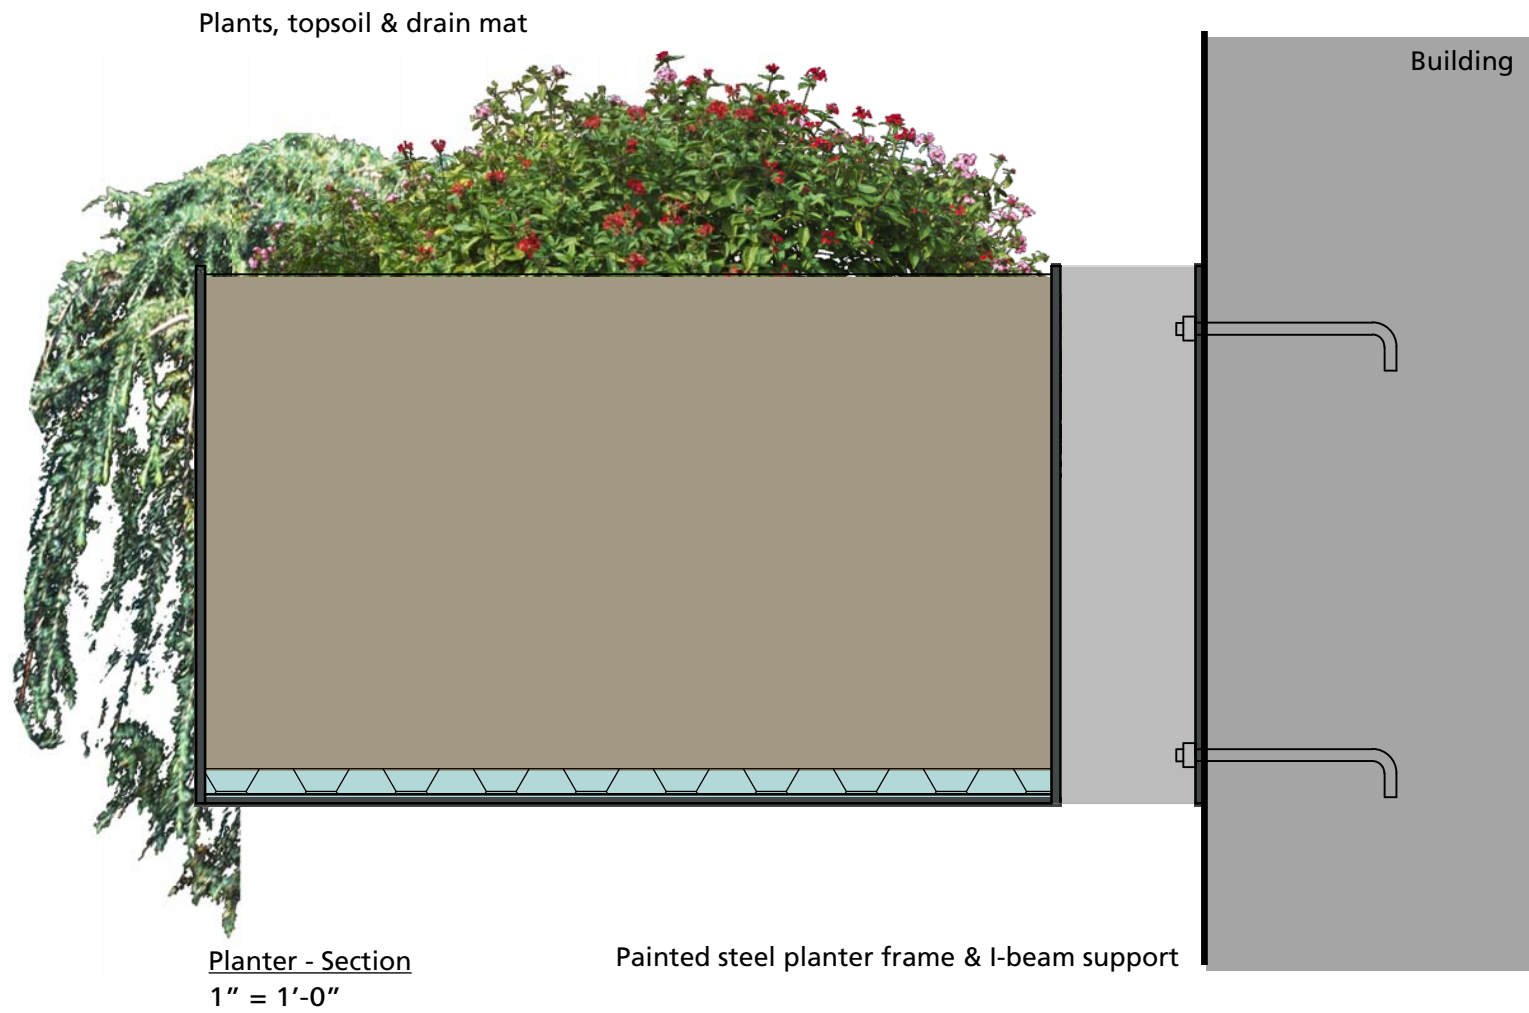 Plants, topsoil & drain mat
Building
Painted steel planter frame & I-beam support
Planter - Section
1” = 1’-0”